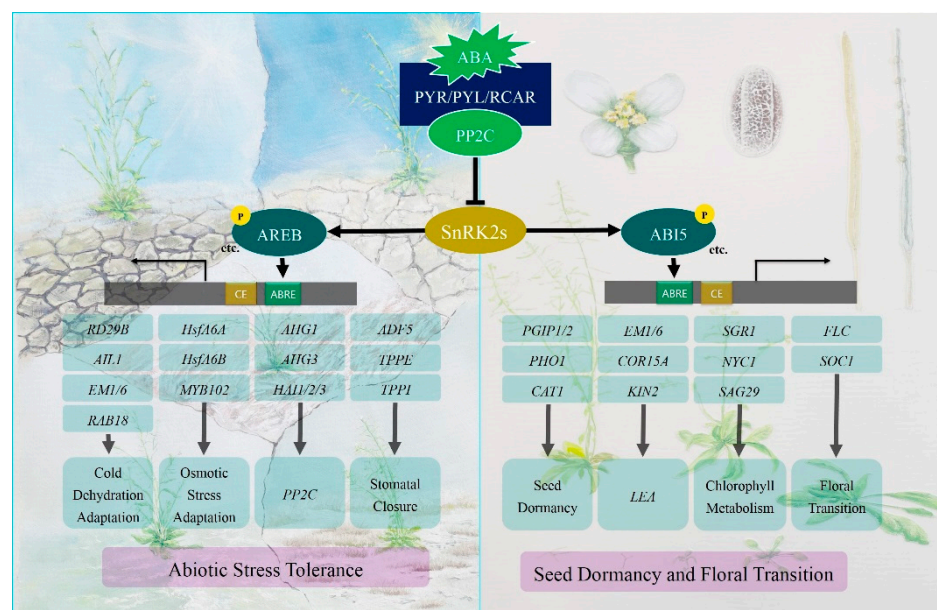 ABA
PYR/PYL/RCAR
PP2C
SnRK2s
P
AREB
etc.
P
ABI5
etc.
CE
ABRE
ABRE
CE
RD29B
HsfA6A
AHG1
ADF5
AIL1
HsfA6B
AHG3
TPPE
EM1/6
MYB102
HAI1/2/3
TPPI
RAB18
Cold
Dehydration
Adaptation
Osmotic
Stress
Adaptation
PP2C
Stomatal
Closure
Abiotic Stress Tolerance
PGIP1/2
EM1/6
SGR1
FLC
PHO1
COR15A
NYC1
SOC1
CAT1
KIN2
SAG29
Seed
Dormancy
LEA
Chlorophyll
Metabolism
Floral
Transition
Seed Dormancy and Floral Transition